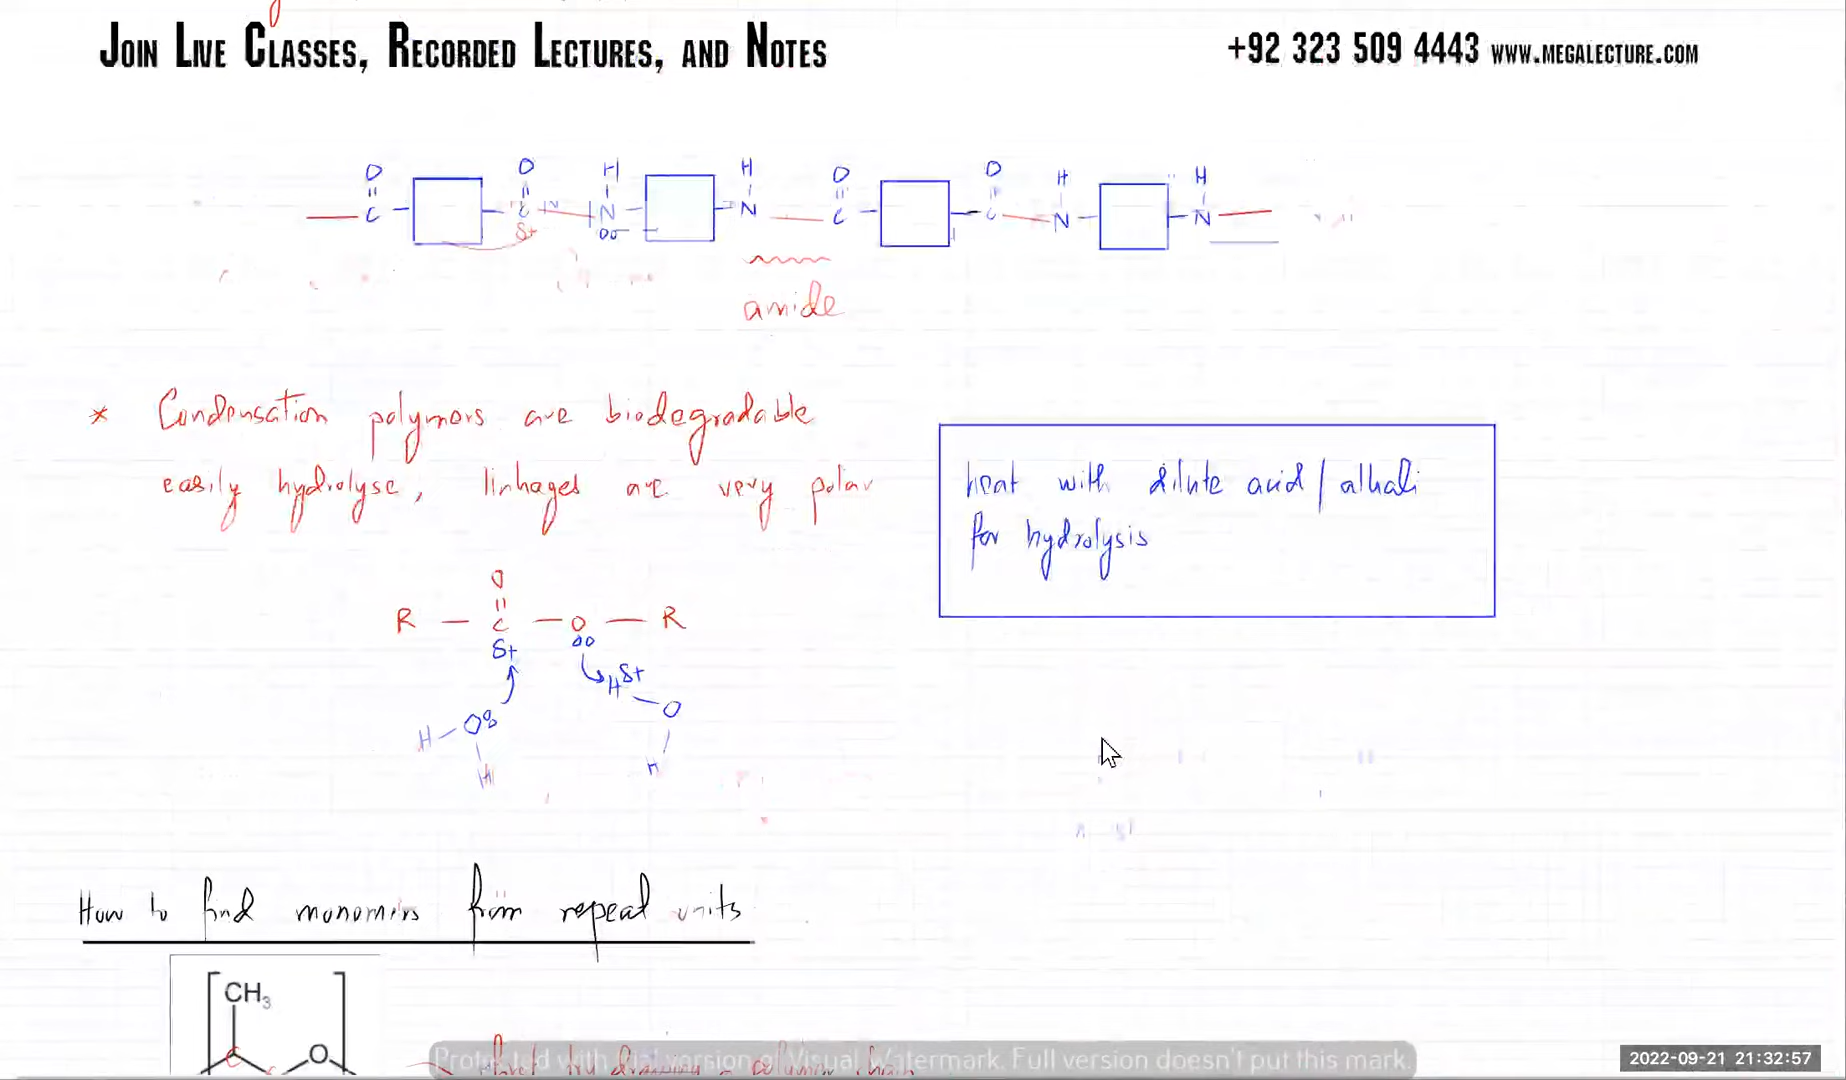 JOIN LIVE CLASSES, RECORDED LECTURES, AND NOTES
+92 323 509 4443 WWW.MEGALECTURE.COM
O O H H O O H H
C C N N C C N N
δ+
amide
* Condensation polymers are biodegradable
easily hydrolyse, linkages are very polar
heat with dilute acid / alkali
for hydrolysis
O
R — C — O — R
δ+
H δ+
H — O O
H H
How to find monomers from repeat units
CH3
O
Protected with trial version of Visual Watermark. Full version doesn't put this mark.
2022-09-21 21:32:57